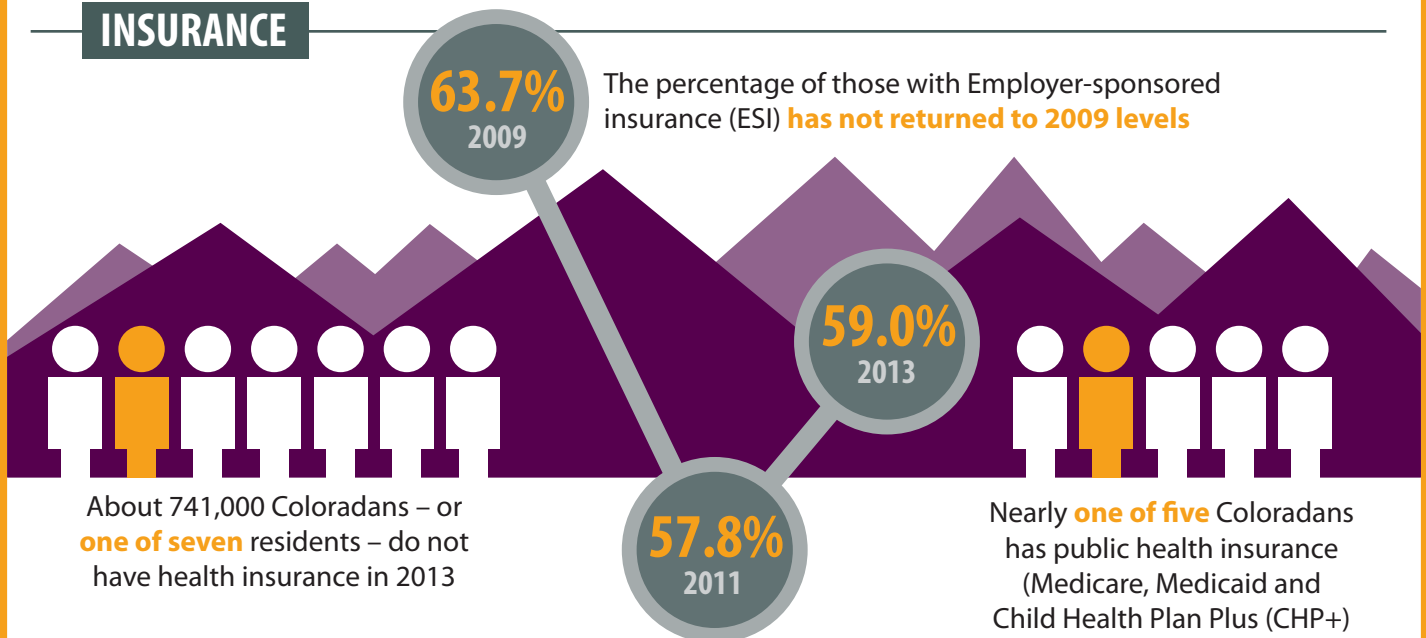 INSURANCE
63.7%
2009
The percentage of those with Employer-sponsored
insurance (ESI) has not returned to 2009 levels
59.0%
2013
57.8%
2011
About 741,000 Coloradans – or
one of seven residents – do not
have health insurance in 2013
Nearly one of five Coloradans
has public health insurance
(Medicare, Medicaid and
Child Health Plan Plus (CHP+)